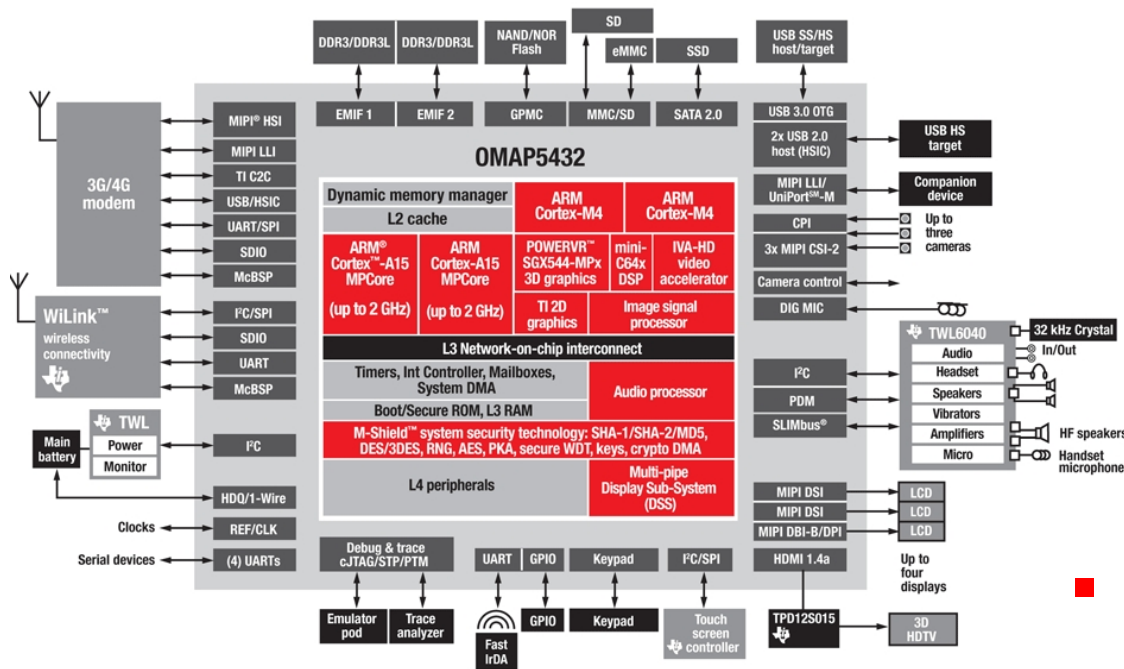 SD
DDR3/DDR3L
DDR3/DDR3L
NAND/NOR
Flash
eMMC
SSD
USB SS/HS
host/target
EMIF 1
EMIF 2
GPMC
MMC/SD
SATA 2.0
USB 3.0 OTG
3G/4G
modem
MIPI® HSI
MIPI LLI
TI C2C
USB/HSIC
UART/SPI
SDIO
McBSP
WiLink™
wireless
connectivity
I²C/SPI
SDIO
UART
McBSP
TWL
Power
Monitor
Main
battery
I²C
HDQ/1-Wire
Clocks
REF/CLK
Serial devices
(4) UARTs
OMAP5432
Dynamic memory manager
L2 cache
ARM
Cortex-M4
ARM
Cortex-M4
ARM®
Cortex™-A15
MPCore
(up to 2 GHz)
ARM
Cortex-A15
MPCore
(up to 2 GHz)
POWERVR™
SGX544-MPx
3D graphics
mini-
C64x
DSP
IVA-HD
video
accelerator
TI 2D
graphics
Image signal
processor
L3 Network-on-chip interconnect
Timers, Int Controller, Mailboxes,
System DMA
Boot/Secure ROM, L3 RAM
Audio processor
M-Shield™ system security technology: SHA-1/SHA-2/MD5,
DES/3DES, RNG, AES, PKA, secure WDT, keys, crypto DMA
L4 peripherals
Multi-pipe
Display Sub-System
(DSS)
2x USB 2.0
host (HSIC)
USB HS
target
MIPI LLI/
UniPortSM-M
Companion
device
CPI
3x MIPI CSI-2
Up to
three
cameras
Camera control
DIG MIC
TWL6040
32 kHz Crystal
Audio
In/Out
Headset
Speakers
Vibrators
Amplifiers
HF speakers
Micro
Handset
microphone
I²C
PDM
SLIMbus®
MIPI DSI
LCD
MIPI DSI
LCD
MIPI DBI-B/DPI
LCD
HDMI 1.4a
Up to
four
displays
TPD12S015
3D
HDTV
Debug & trace
cJTAG/STP/PTM
UART
GPIO
Keypad
I²C/SPI
Emulator
pod
Trace
analyzer
Fast
IrDA
GPIO
Keypad
Touch
screen
controller